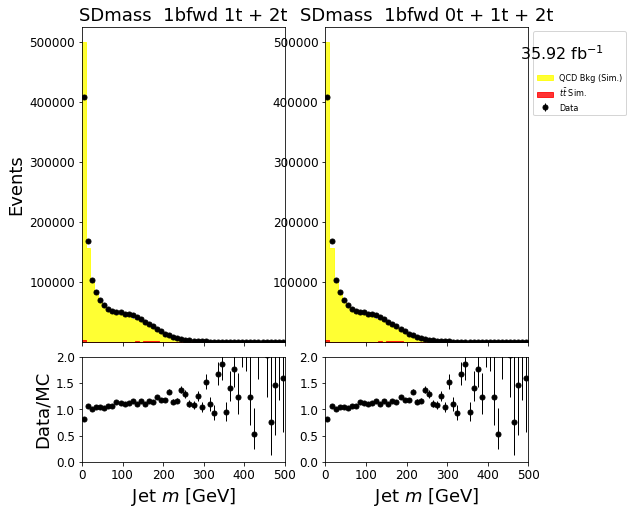 SDmass 1bfwd 1t + 2t
SDmass 1bfwd 0t + 1t + 2t
35.92 fb⁻¹
QCD Bkg (Sim.)
tt̄ Sim.
Data
Events
500000
400000
300000
200000
100000
500000
400000
300000
200000
100000
Data/MC
2.0
1.5
1.0
0.5
0.0
2.0
1.5
1.0
0.5
0.0
0 100 200 300 400 500
0 100 200 300 400 500
Jet m [GeV]
Jet m [GeV]